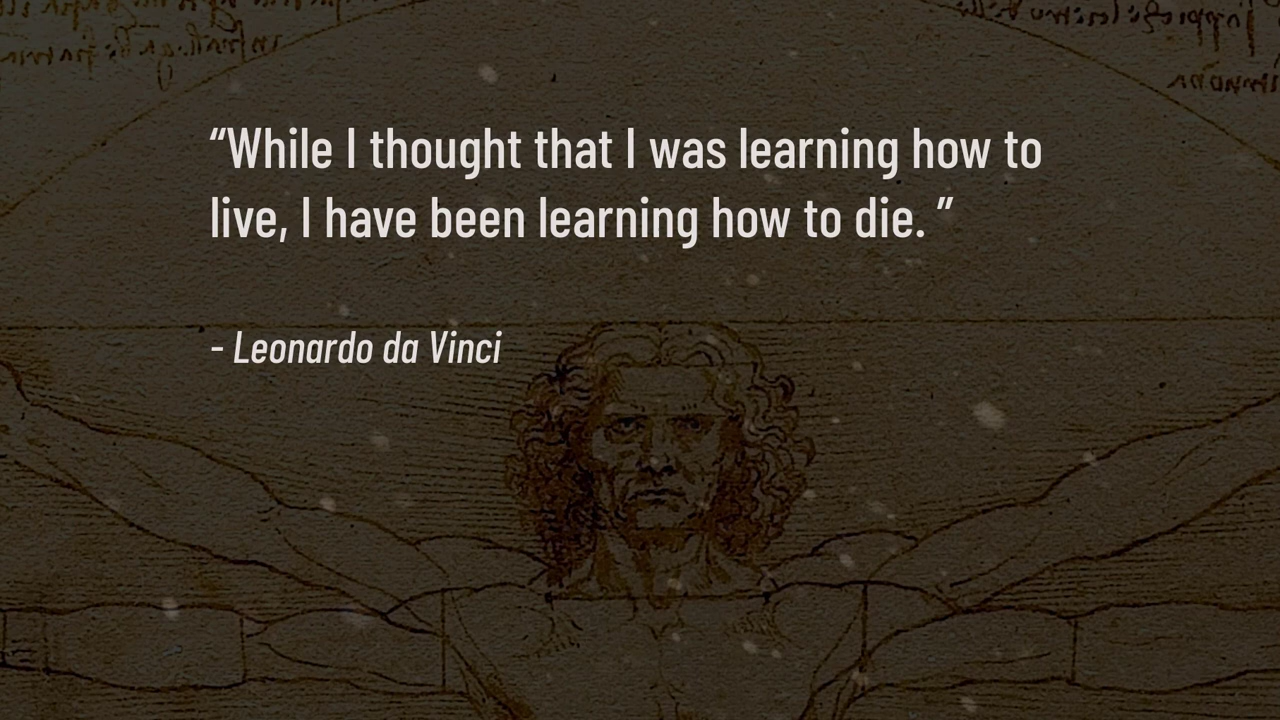 “While I thought that I was learning how to
live, I have been learning how to die. ”
- Leonardo da Vinci